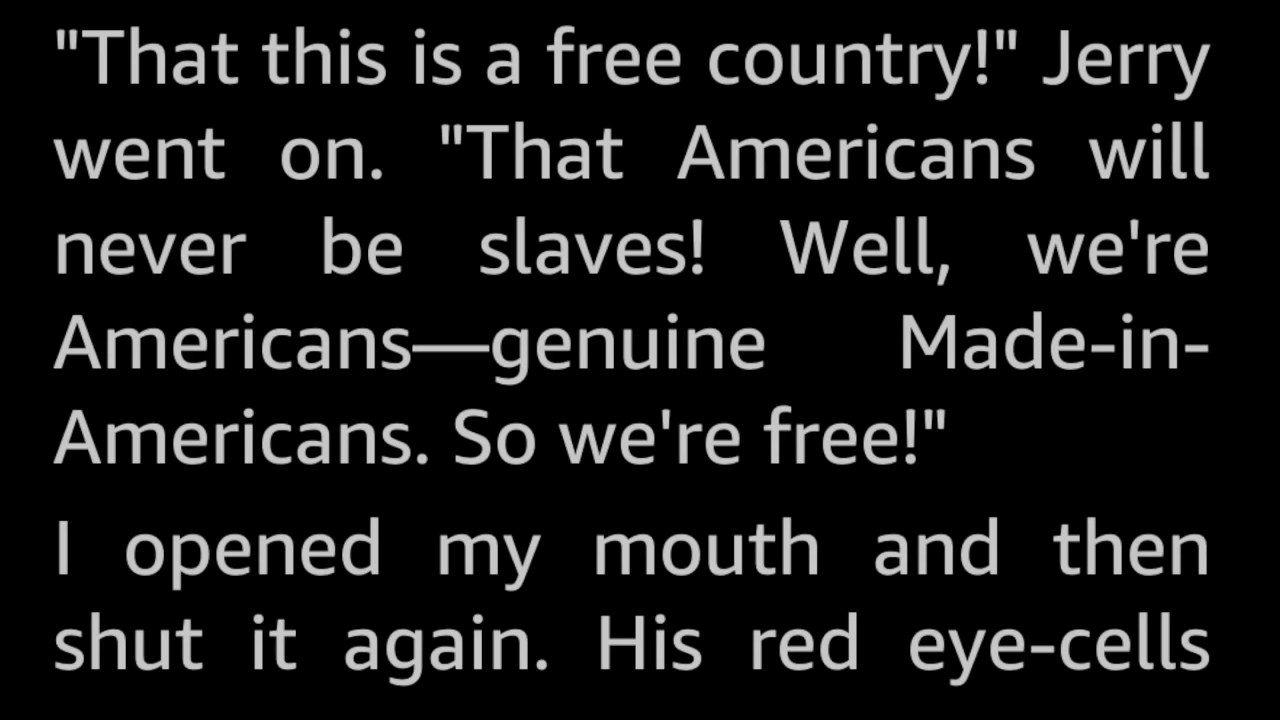 "That this is a free country!" Jerry
went on. "That Americans will
never be slaves! Well, we're
Americans—genuine Made-in-
Americans. So we're free!"
I opened my mouth and then
shut it again. His red eye-cells